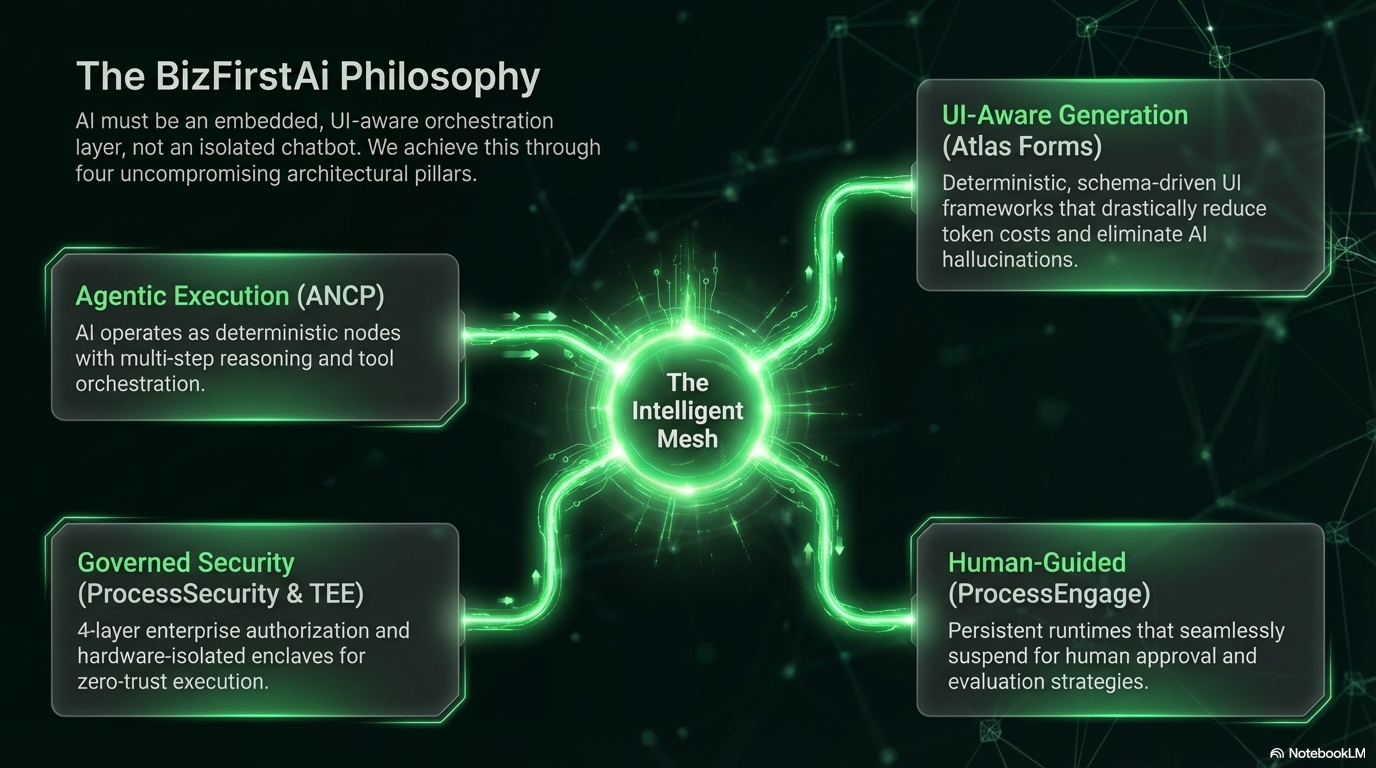 The BizFirstAi Philosophy
AI must be an embedded, UI-aware orchestration
layer, not an isolated chatbot. We achieve this through
four uncompromising architectural pillars.
Agentic Execution (ANCP)
AI operates as deterministic nodes
with multi-step reasoning and tool
orchestration.
UI-Aware Generation
(Atlas Forms)
Deterministic, schema-driven UI
frameworks that drastically reduce
token costs and eliminate AI
hallucinations.
The
Intelligent
Mesh
Governed Security
(ProcessSecurity & TEE)
4-layer enterprise authorization and
hardware-isolated enclaves for
zero-trust execution.
Human-Guided
(ProcessEngage)
Persistent runtimes that seamlessly
suspend for human approval and
evaluation strategies.
NotebookLM